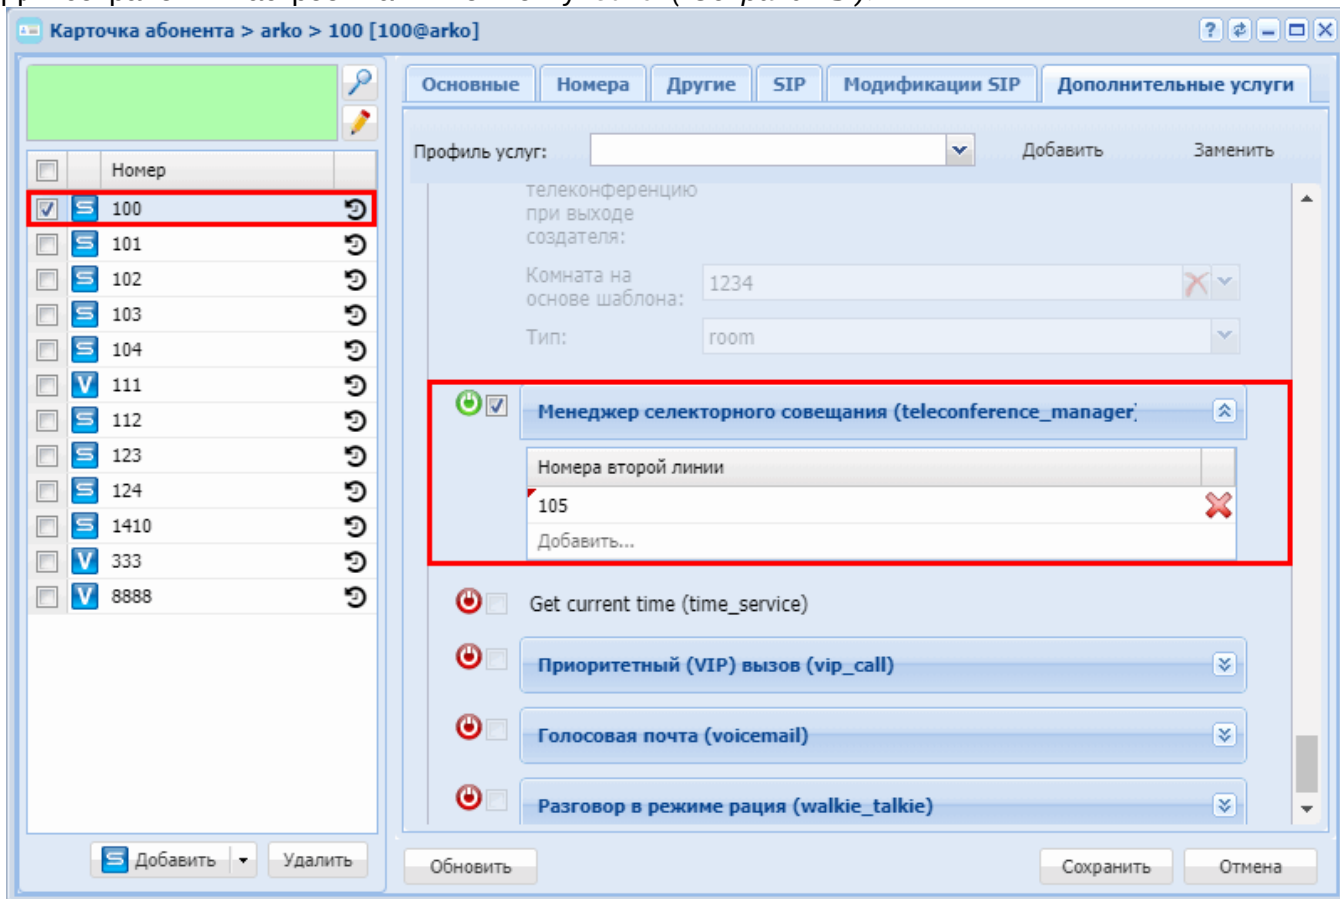 Карточка абонента > arko > 100 [100@arko]
Номер
100
101
102
103
104
111
112
123
124
1410
333
8888
Добавить
Удалить
Основные
Номера
Другие
SIP
Модификации SIP
Дополнительные услуги
Профиль услуг:
Добавить
Заменить
телеконференцию
при выходе
создателя:
Комната на
основе шаблона:
1234
Тип:
room
Менеджер селекторного совещания (teleconference_manager)
Номера второй линии
105
Добавить...
Get current time (time_service)
Приоритетный (VIP) вызов (vip_call)
Голосовая почта (voicemail)
Разговор в режиме рация (walkie_talkie)
Обновить
Сохранить
Отмена